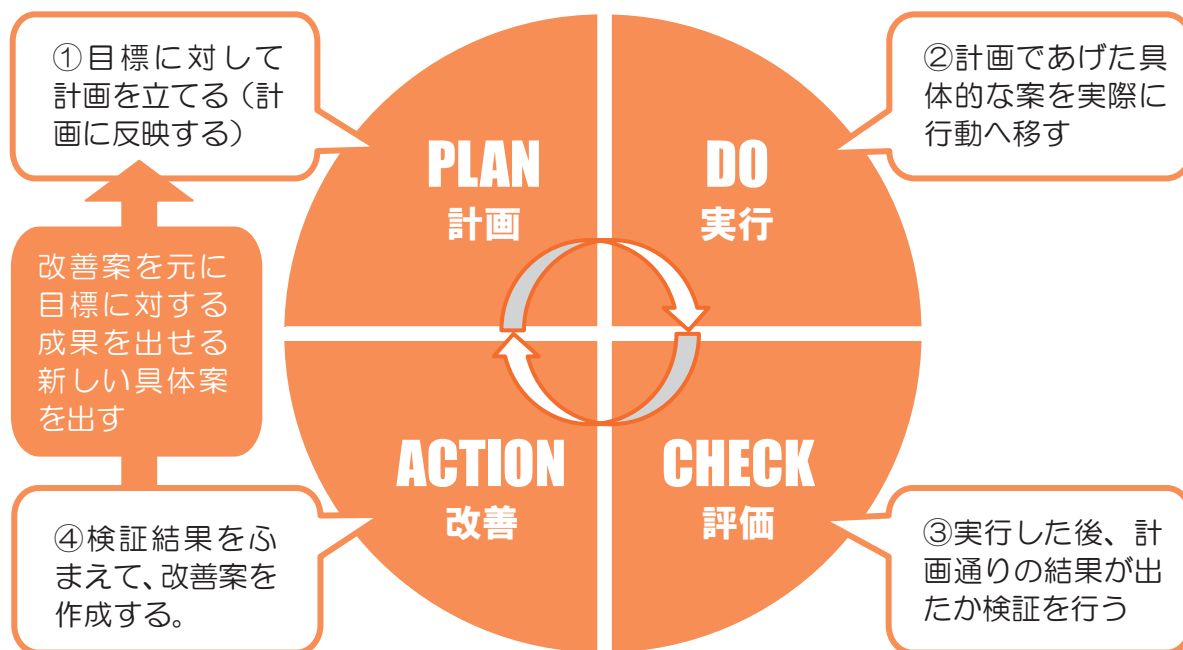 ①目標に対して
計画を立てる（計
画に反映する）
PLAN
計画
DO
実行
②計画であげた具
体的な案を実際に
行動へ移す
改善案を元に
目標に対する
成果を出せる
新しい具体案
を出す
ACTION
改善
CHECK
評価
③実行した後、計
画通りの結果が出
たか検証を行う
④検証結果をふ
まえて、改善案を
作成する。